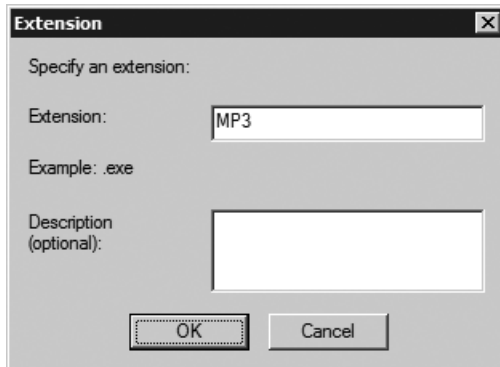 Extension
Specify an extension:
Extension:
MP3
Example: .exe
Description
(optional):
OK
Cancel